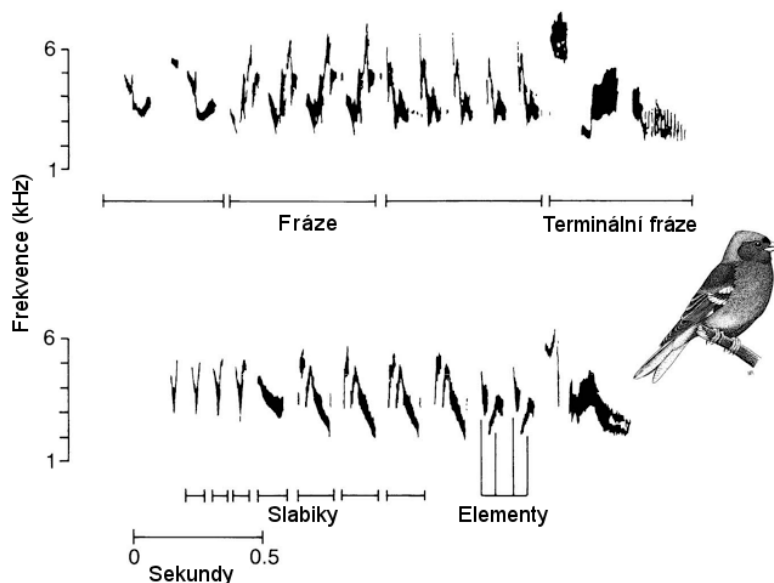 6
1
Frekvence (kHz)
Fráze
Terminální fráze
6
1
Slabiky
Elementy
0
0.5
Sekundy